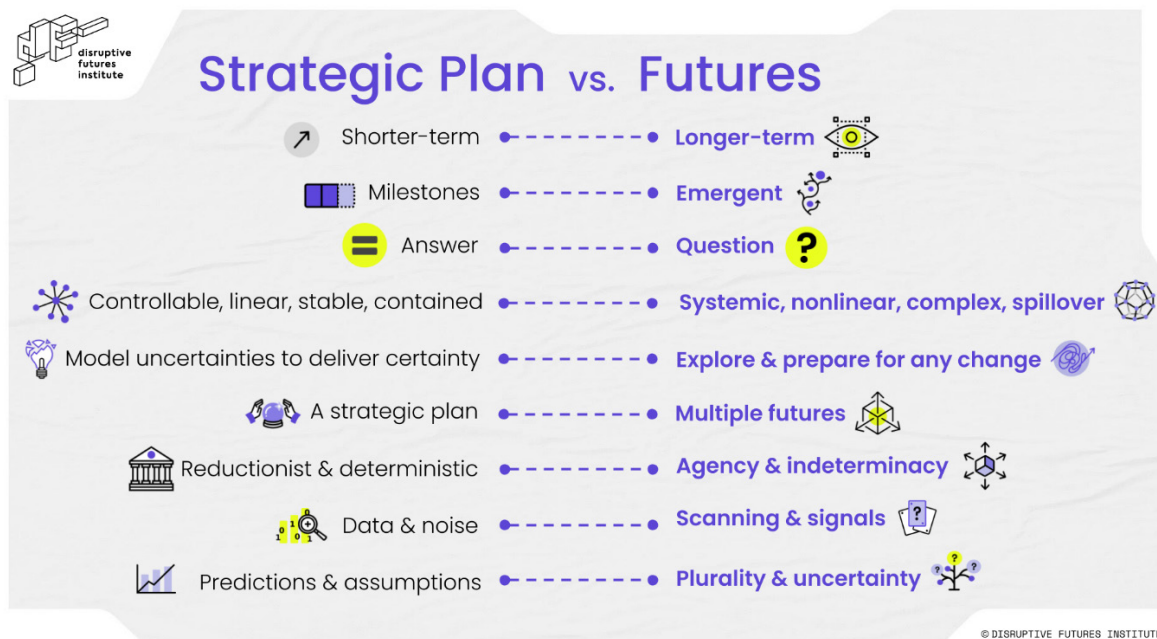 disruptive
futures
institute
Strategic Plan vs. Futures
Shorter-term Longer-term
Milestones Emergent
= Answer Question ?
Controllable, linear, stable, contained Systemic, nonlinear, complex, spillover
Model uncertainties to deliver certainty Explore & prepare for any change
A strategic plan Multiple futures
Reductionist & deterministic Agency & indeterminacy
Data & noise Scanning & signals ?
Predictions & assumptions Plurality & uncertainty ? ? ?
© DISRUPTIVE FUTURES INSTITUT